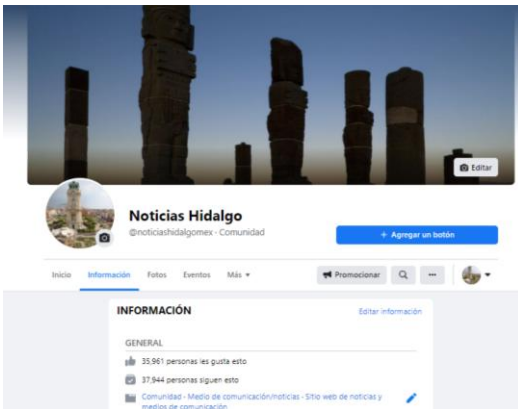 Editar
Noticias Hidalgo
@noticiashidalgomex · Comunidad
+ Agregar un botón
Inicio Información Fotos Eventos Más
Promocionar
INFORMACIÓN
Editar información
GENERAL
35,961 personas les gusta esto
37,944 personas siguen esto
Comunidad - Medio de comunicación/noticias - Sitio web de noticias y
medios de comunicación